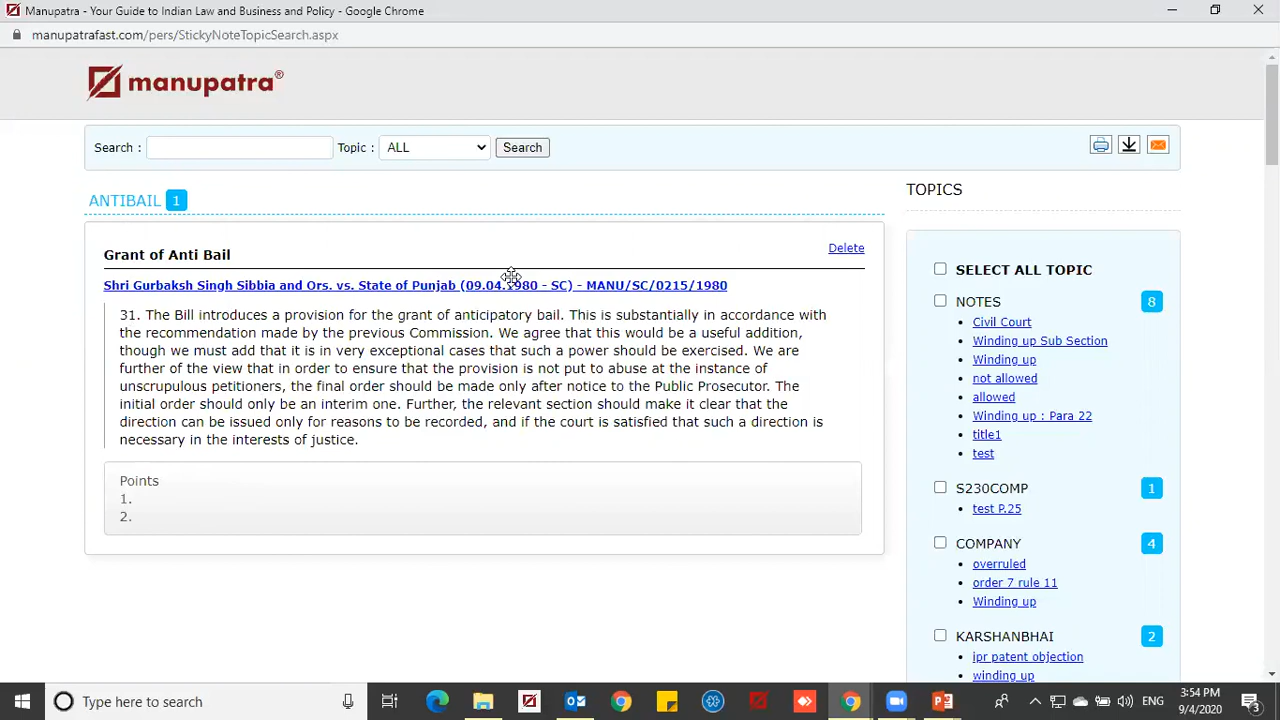 Manupatra - Your Guide to Indian Law and Business and Policy - Google Chrome
manupatrafast.com/pers/StickyNoteTopicSearch.aspx
manupatra®
Search : Topic : ALL Search
ANTIBAIL 1
Grant of Anti Bail
Delete
Shri Gurbaksh Singh Sibbia and Ors. vs. State of Punjab (09.04.1980 - SC) - MANU/SC/0215/1980
31. The Bill introduces a provision for the grant of anticipatory bail. This is substantially in accordance with
the recommendation made by the previous Commission. We agree that this would be a useful addition,
though we must add that it is in very exceptional cases that such a power should be exercised. We are
further of the view that in order to ensure that the provision is not put to abuse at the instance of
unscrupulous petitioners, the final order should be made only after notice to the Public Prosecutor. The
initial order should only be an interim one. Further, the relevant section should make it clear that the
direction can be issued only for reasons to be recorded, and if the court is satisfied that such a direction is
necessary in the interests of justice.
Points
1.
2.
TOPICS
SELECT ALL TOPIC
NOTES 8
Civil Court
Winding up Sub Section
Winding up
not allowed
allowed
Winding up : Para 22
title1
test
S230COMP 1
test P.25
COMPANY 4
overruled
order 7 rule 11
Winding up
KARSHANBHAI 2
ipr patent objection
winding up
Type here to search
ENG
3:54 PM
9/4/2020
3